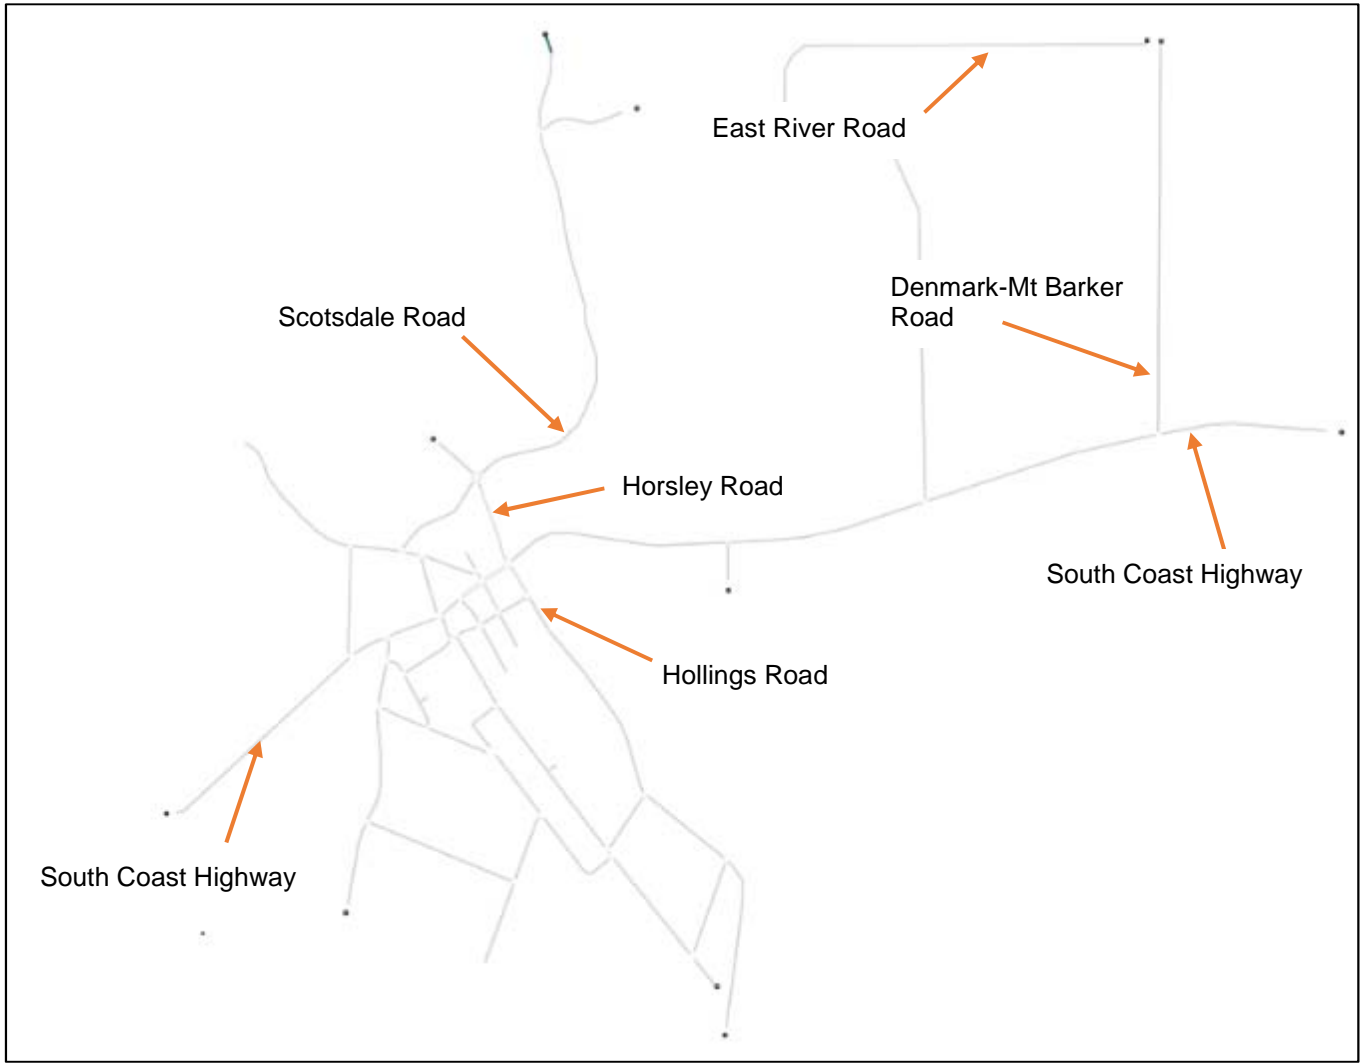 East River Road
Denmark-Mt Barker
Road
Scotsdale Road
Horsley Road
South Coast Highway
Hollings Road
South Coast Highway